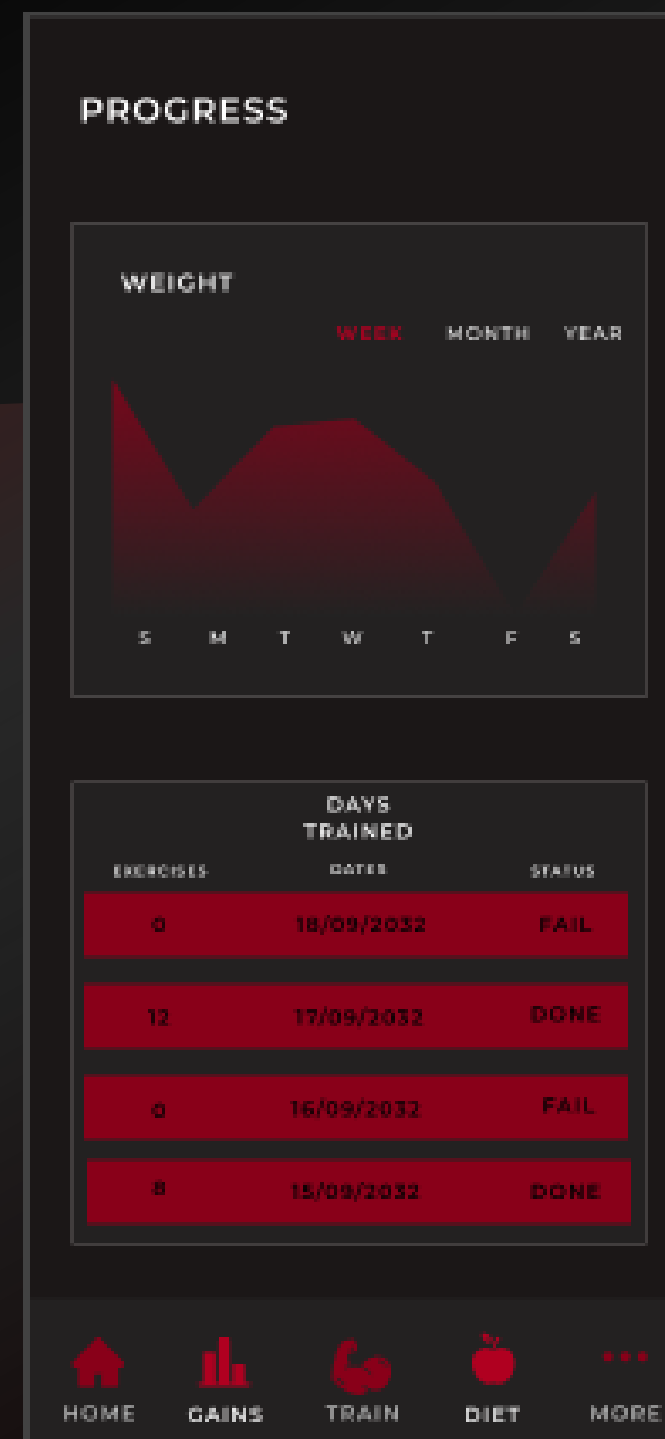 PROGRESS
WEIGHT
WEEK MONTH YEAR
S M T W T F S
DAYS
TRAINED
EXERCISES DATES STATUS
0 18/09/2032 FAIL
12 17/09/2032 DONE
0 16/09/2032 FAIL
8 15/09/2032 DONE
HOME GAINS TRAIN DIET MORE